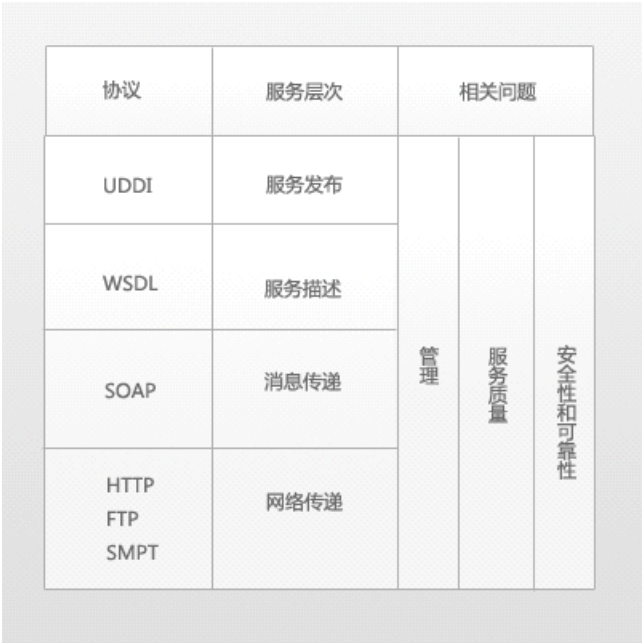 协议
服务层次
相关问题
UDDI
服务发布
WSDL
服务描述
SOAP
消息传递
HTTP
FTP
SMPT
网络传递
管理
服务质量
安全性和可靠性